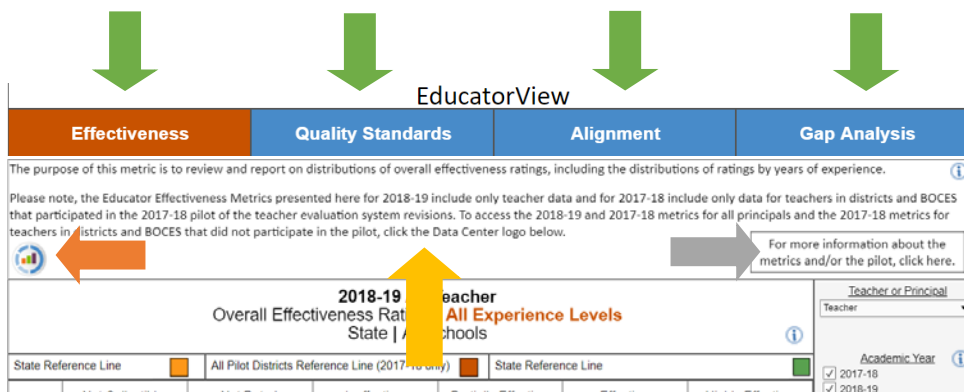 EducatorView
Effectiveness Quality Standards Alignment Gap Analysis
The purpose of this metric is to review and report on distributions of overall effectiveness ratings, including the distributions of ratings by years of experience.
Please note, the Educator Effectiveness Metrics presented here for 2018-19 include only teacher data and for 2017-18 include only data for teachers in districts and BOCES
that participated in the 2017-18 pilot of the teacher evaluation system revisions. To access the 2018-19 and 2017-18 metrics for all principals and the 2017-18 metrics for
teachers in districts and BOCES that did not participate in the pilot, click the Data Center logo below.
For more information about the
metrics and/or the pilot, click here.
2018-19 Teacher
Overall Effectiveness All Experience Levels
State |
Teacher or Principal
Teacher
State Reference Line All Pilot Districts Reference Line (2017-18 only) State Reference Line
Academic Year
2017-18
2018-19